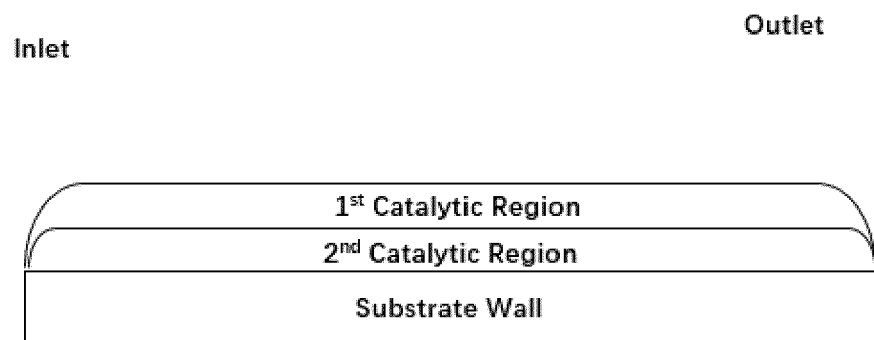 Outlet
Inlet
1st Catalytic Region
2nd Catalytic Region
Substrate Wall